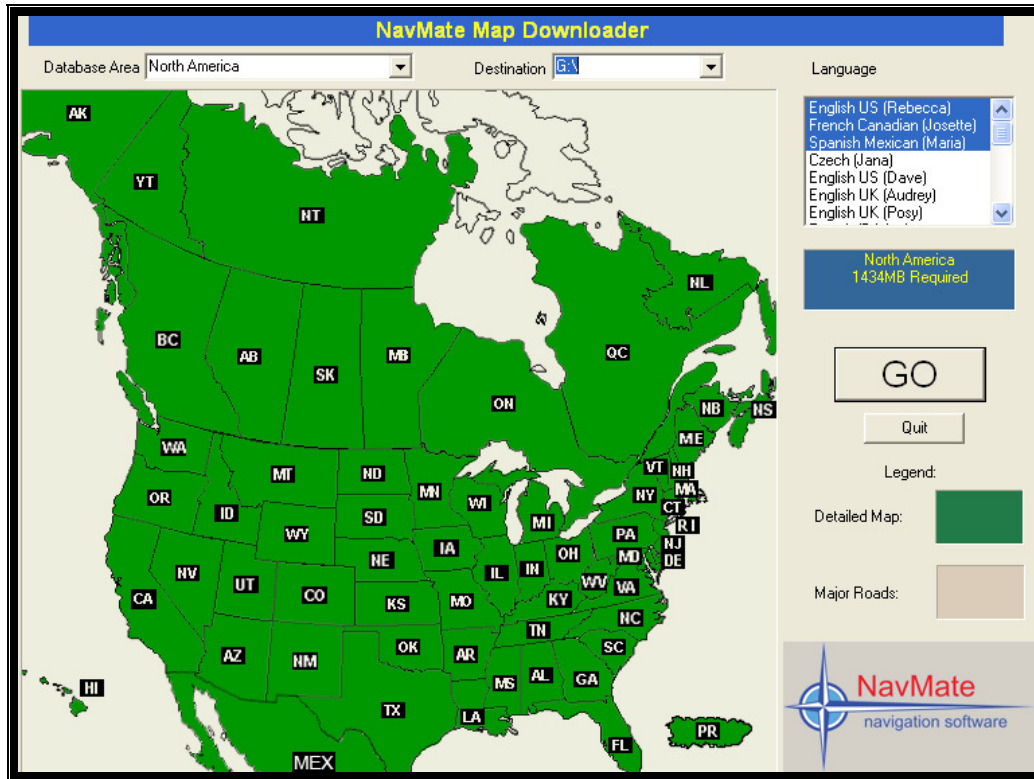 NavMate Map Downloader
Database Area North America
Destination G:\
Language
English US (Rebecca)
French Canadian (Josette)
Spanish Mexican (Maria)
Czech (Jana)
English US (Dave)
English UK (Audrey)
English UK (Posy)
North America
1434MB Required
GO
Quit
Legend:
Detailed Map:
Major Roads:
NavMate
navigation software
AK
YT
NT
NL
BC
AB
SK
MB
QC
ON
NB
NS
WA
MT
ND
MN
WI
ME
VT
NH
NY
MA
CT
RI
OR
ID
WY
SD
MI
PA
NJ
DE
MD
NV
UT
CO
NE
IA
IL
IN
OH
WV
VA
CA
KS
MO
KY
NC
TN
AZ
NM
OK
AR
SC
MS
AL
GA
HI
TX
LA
FL
PR
MEX